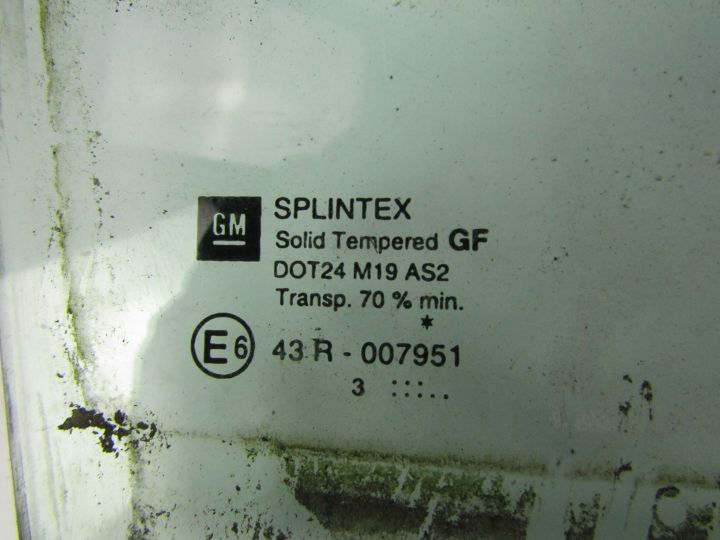 GM SPLINTEX
Solid Tempered GF
DOT24 M19 AS2
Transp. 70 % min.
E6 43 R - 007951
3